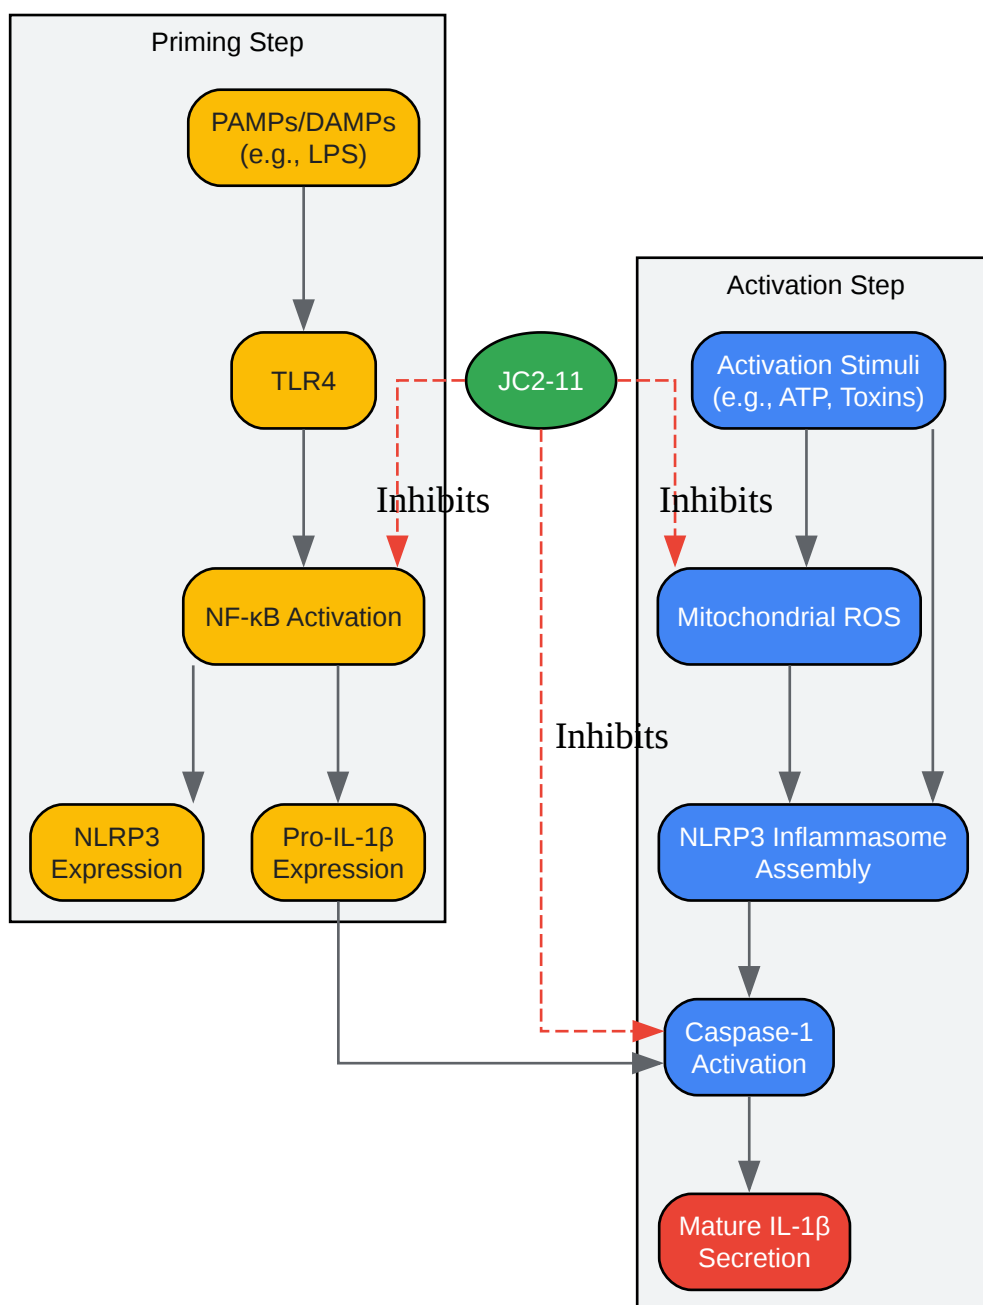 Priming Step
PAMPs/DAMPs
(e.g., LPS)
TLR4
NF-κB Activation
NLRP3
Expression
Pro-IL-1β
Expression
JC2-11
Inhibits
Inhibits
Inhibits
Activation Step
Activation Stimuli
(e.g., ATP, Toxins)
Mitochondrial ROS
NLRP3 Inflammasome
Assembly
Caspase-1
Activation
Mature IL-1β
Secretion